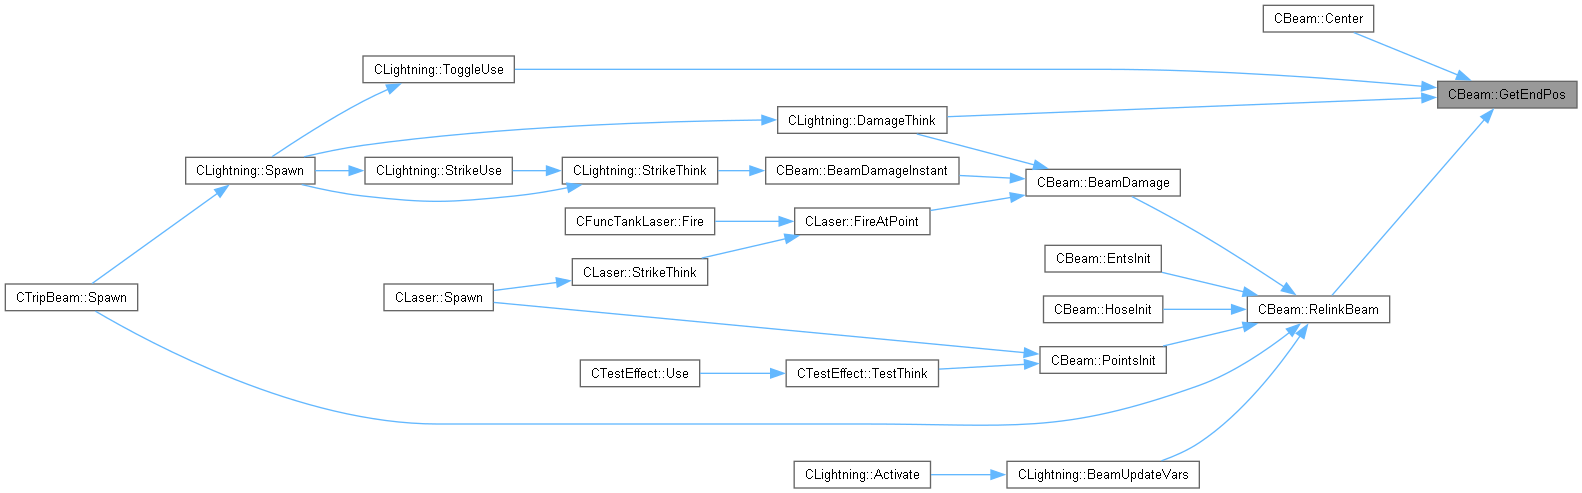 CBeam::Center
CLightning::ToggleUse
CBeam::GetEndPos
CLightning::DamageThink
CLightning::Spawn
CLightning::StrikeUse
CLightning::StrikeThink
CBeam::BeamDamageInstant
CBeam::BeamDamage
CFuncTankLaser::Fire
CLaser::FireAtPoint
CBeam::EntsInit
CLaser::StrikeThink
CTripBeam::Spawn
CLaser::Spawn
CBeam::HoseInit
CBeam::RelinkBeam
CBeam::PointsInit
CTestEffect::Use
CTestEffect::TestThink
CLightning::Activate
CLightning::BeamUpdateVars